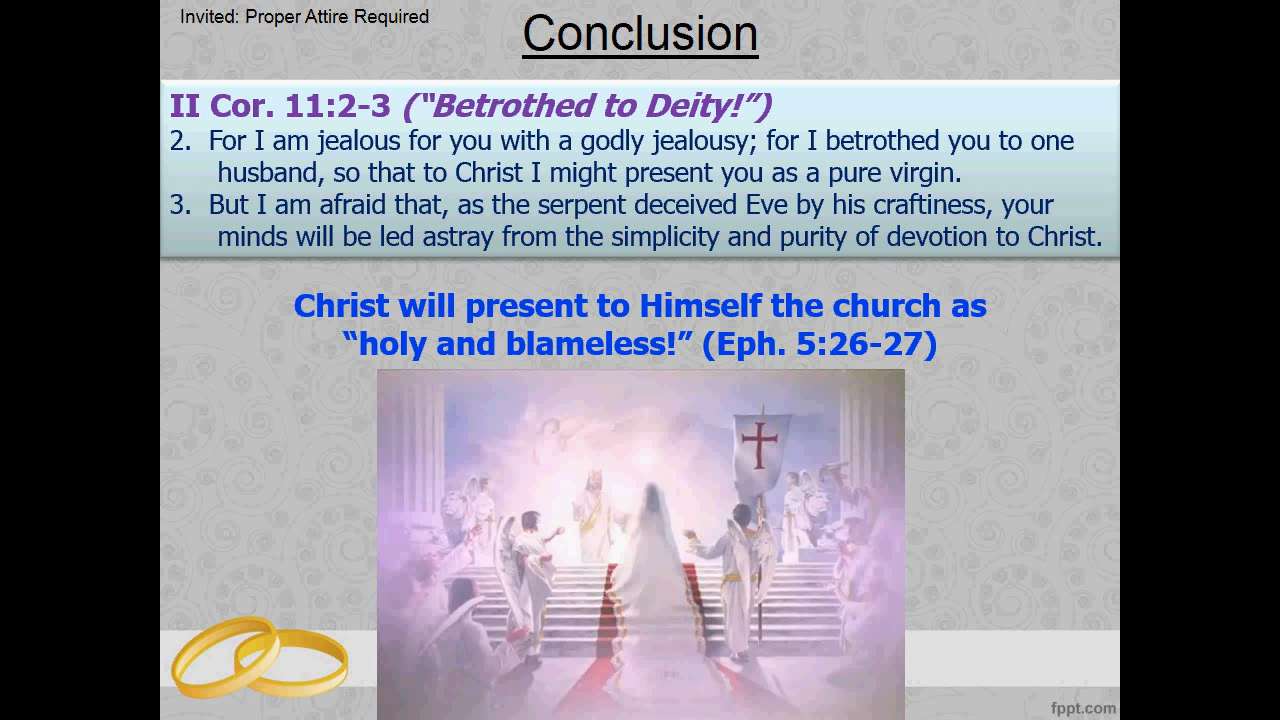 Invited: Proper Attire Required
Conclusion
II Cor. 11:2-3 (“Betrothed to Deity!”)
2. For I am jealous for you with a godly jealousy; for I betrothed you to one
husband, so that to Christ I might present you as a pure virgin.
3. But I am afraid that, as the serpent deceived Eve by his craftiness, your
minds will be led astray from the simplicity and purity of devotion to Christ.
Christ will present to Himself the church as
“holy and blameless!” (Eph. 5:26-27)
fppt.com